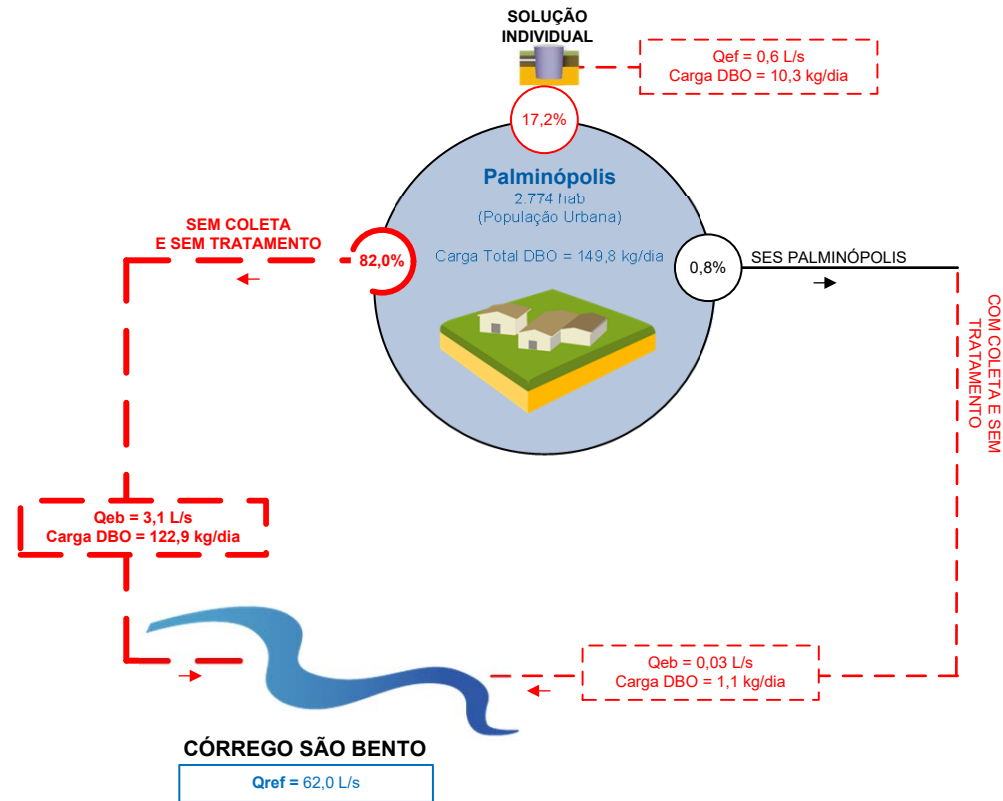 SOLUÇÃO
INDIVIDUAL
Qef = 0,6 L/s
Carga DBO = 10,3 kg/dia
17,2%
Palminópolis
2.774 hab
(População Urbana)
SEM COLETA
E SEM TRATAMENTO
82,0%
Carga Total DBO = 149,8 kg/dia
0,8%
SES PALMINÓPOLIS
COM COLETA E SEM
TRATAMENTO
Qeb = 3,1 L/s
Carga DBO = 122,9 kg/dia
Qeb = 0,03 L/s
Carga DBO = 1,1 kg/dia
CÓRREGO SÃO BENTO
Qref = 62,0 L/s